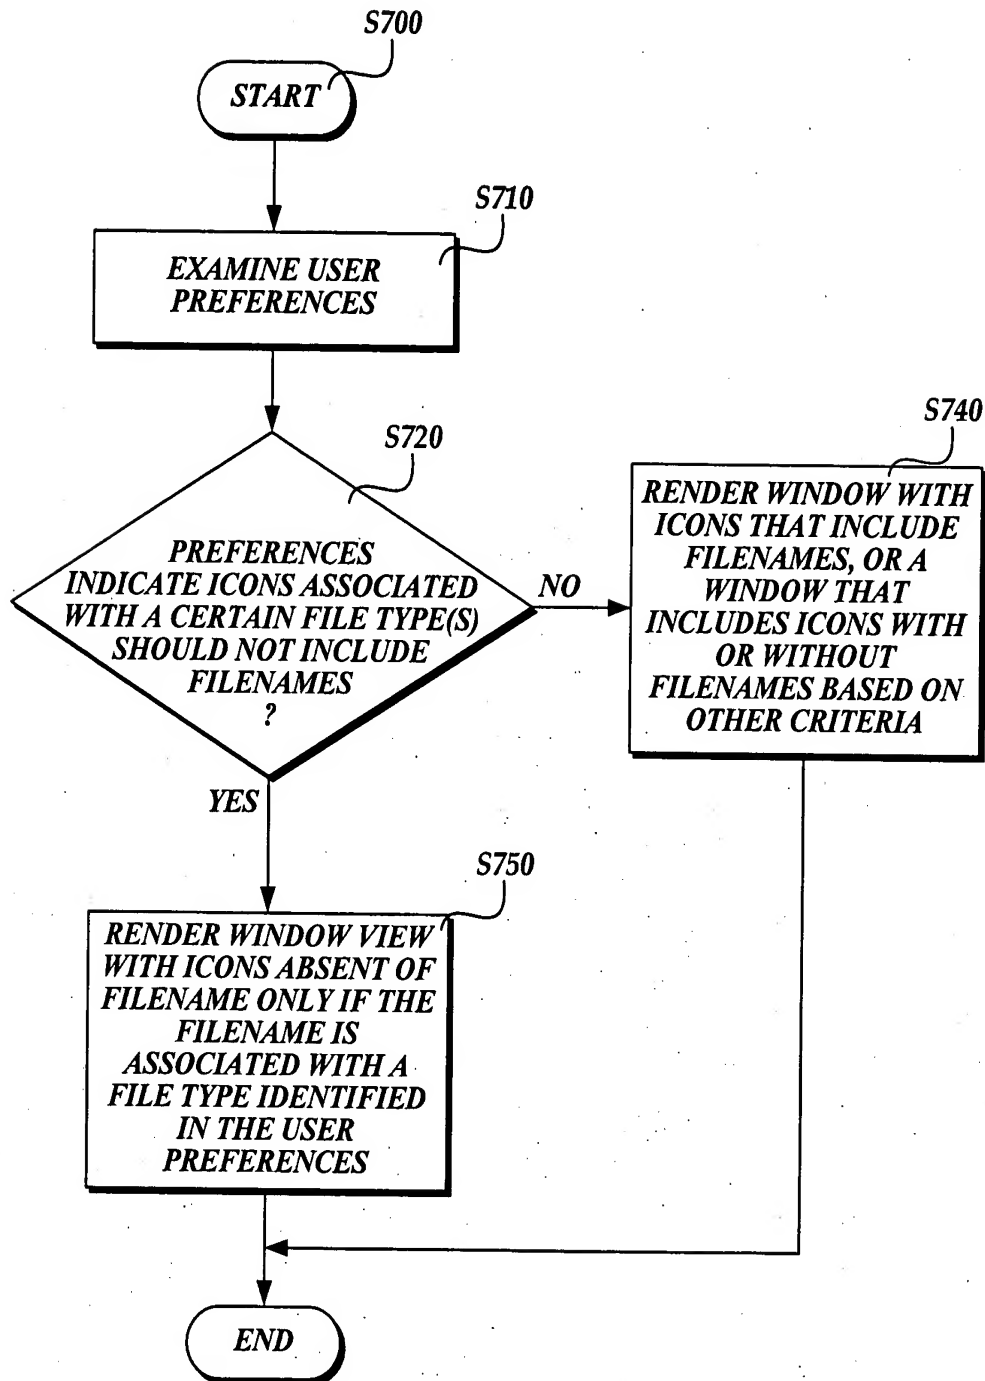 S700
START
S710
EXAMINE USER
PREFERENCES
S720
PREFERENCES
INDICATE ICONS ASSOCIATED
WITH A CERTAIN FILE TYPE(S)
SHOULD NOT INCLUDE
FILENAMES
?
NO
YES
S740
RENDER WINDOW WITH
ICONS THAT INCLUDE
FILENAMES, OR A
WINDOW THAT
INCLUDES ICONS WITH
OR WITHOUT
FILENAMES BASED ON
OTHER CRITERIA
S750
RENDER WINDOW VIEW
WITH ICONS ABSENT OF
FILENAME ONLY IF THE
FILENAME IS
ASSOCIATED WITH A
FILE TYPE IDENTIFIED
IN THE USER
PREFERENCES
END